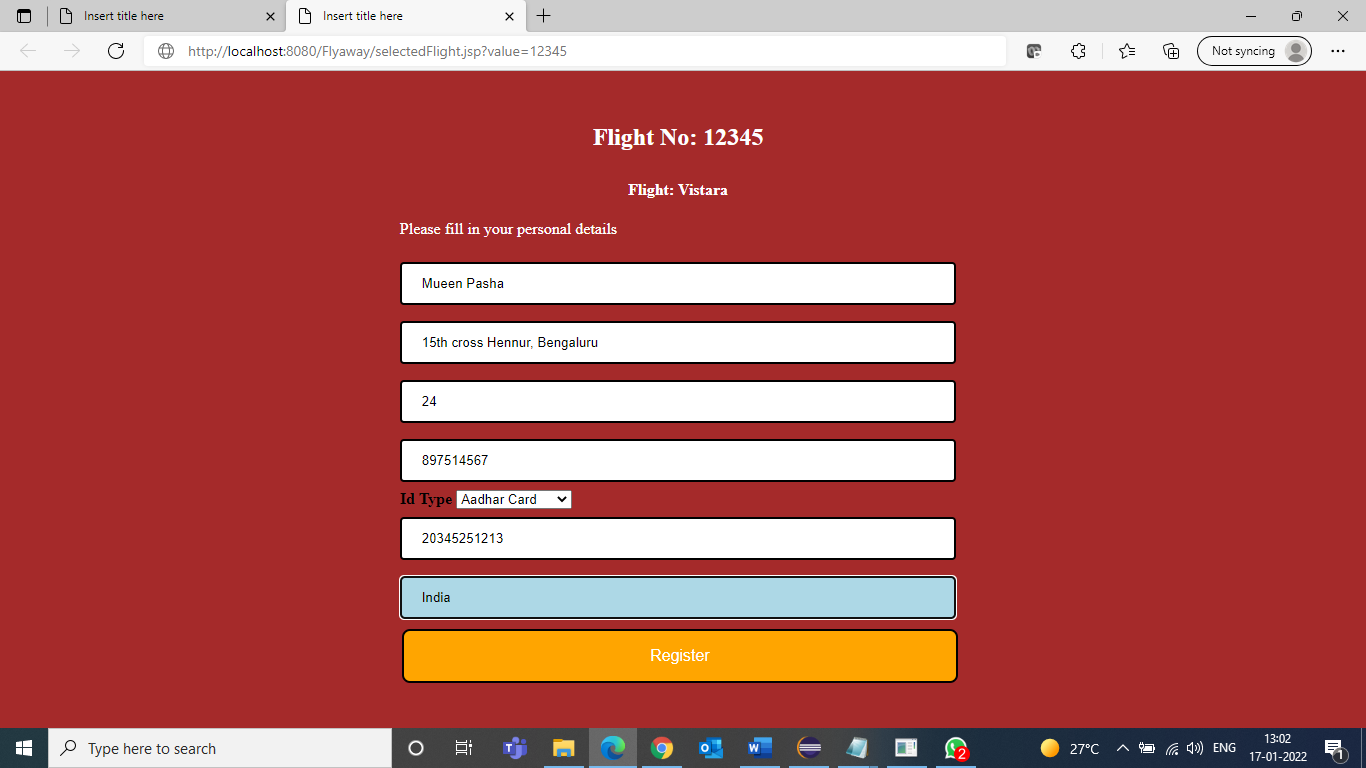 Insert title here
Insert title here
http://localhost:8080/Flyaway/selectedFlight.jsp?value=12345
Not syncing
Flight No: 12345
Flight: Vistara
Please fill in your personal details
Mueen Pasha
15th cross Hennur, Bengaluru
24
897514567
Id Type Aadhar Card
20345251213
India
Register
Type here to search
2
27°C
ENG
13:02
17-01-2022
1